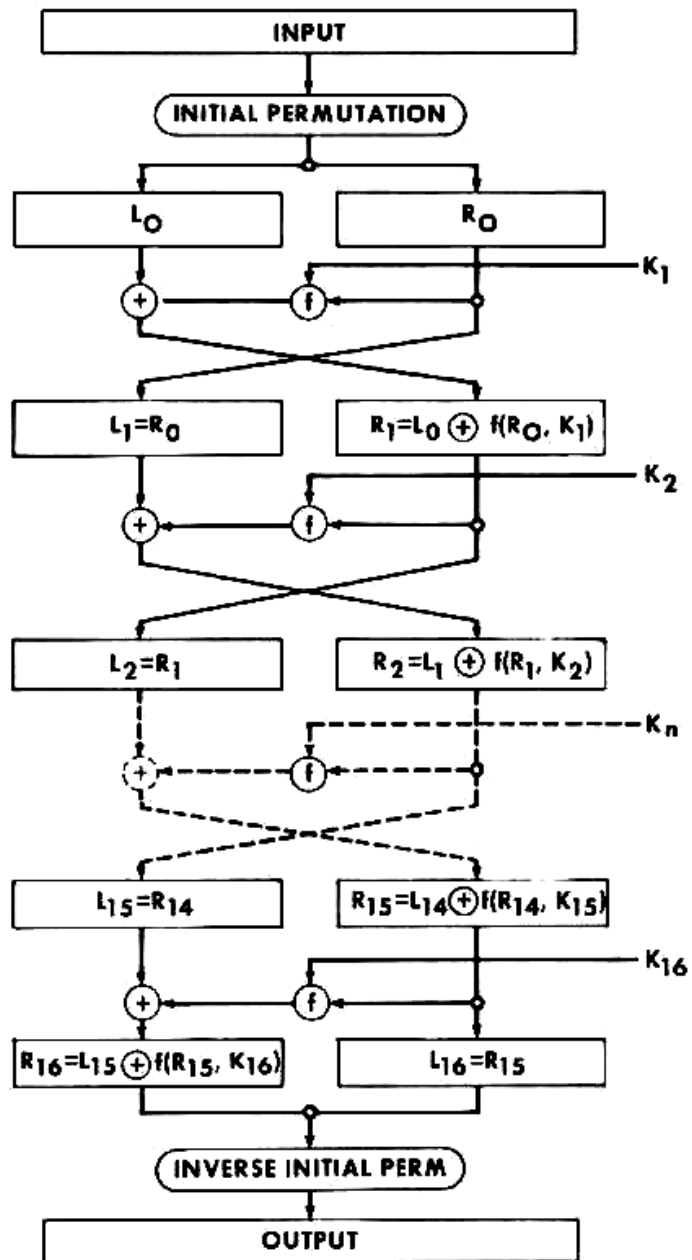 INPUT
INITIAL PERMUTATION
L₀
R₀
K₁
+
f
L₁=R₀
R₁=L₀ ⊕ f(R₀, K₁)
K₂
+
f
L₂=R₁
R₂=L₁ ⊕ f(R₁, K₂)
Kₙ
+
f
L₁₅=R₁₄
R₁₅=L₁₄⊕f(R₁₄, K₁₅)
K₁₆
+
f
R₁₆=L₁₅⊕f(R₁₅, K₁₆)
L₁₆=R₁₅
INVERSE INITIAL PERM
OUTPUT